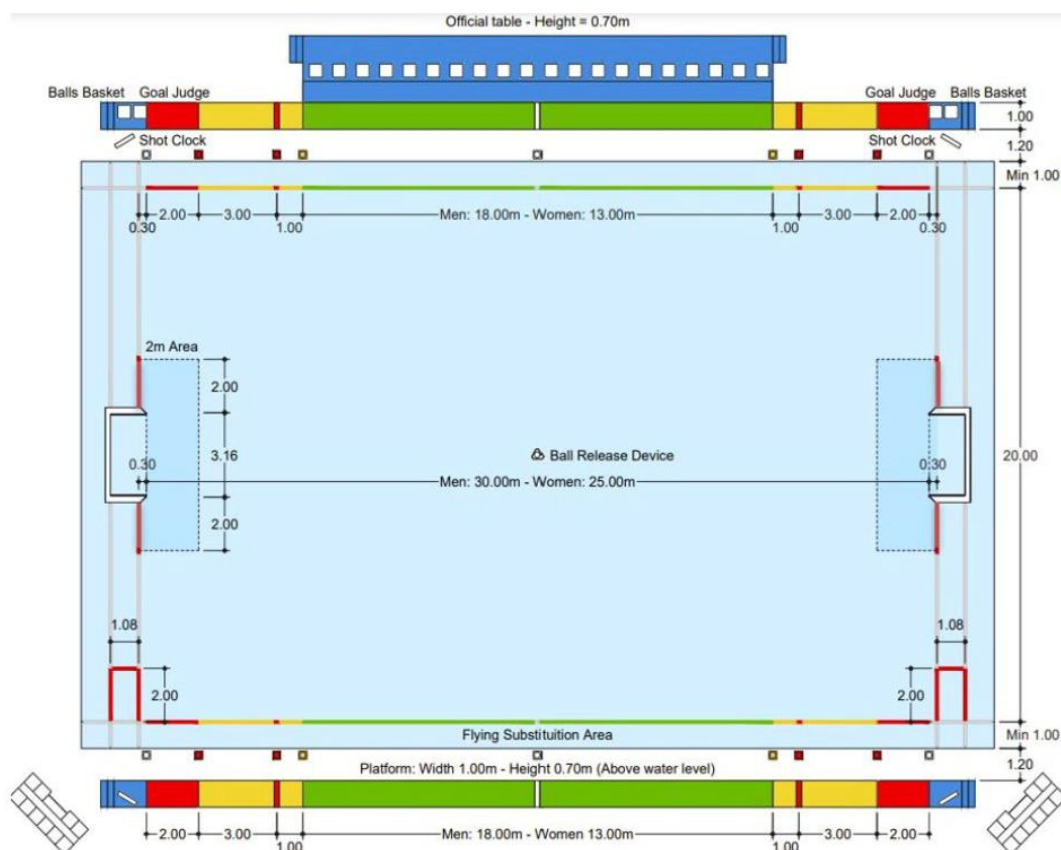 Official table - Height = 0.70m
Balls Basket Goal Judge Goal Judge Balls Basket
1.00
Shot Clock Shot Clock
1.20
Min 1.00
2.00 3.00 Men: 18.00m - Women: 13.00m 3.00 2.00
0.30 1.00 1.00 0.30
2m Area
2.00
3.16
0.30 Ball Release Device 0.30 20.00
Men: 30.00m - Women: 25.00m
2.00
1.08 1.08
2.00 2.00
Flying Substituition Area Min 1.00
Platform: Width 1.00m - Height 0.70m (Above water level) 1.20
2.00 3.00 Men: 18.00m - Women 13.00m 3.00 2.00
1.00 1.00